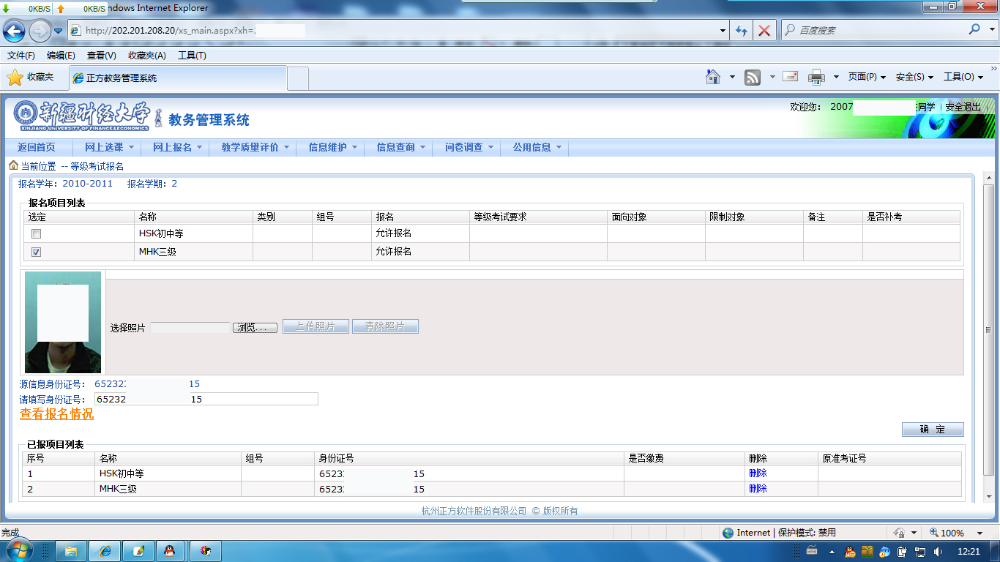 0KB/S 0KB/S ndows Internet Explorer
http://202.201.208.20/xs_main.aspx?xh= 百度搜索
文件(F) 编辑(E) 查看(V) 收藏夹(A) 工具(T)
收藏夹 正方教务管理系统 页面(P) 安全(S) 工具(O)
新疆财经大学 教务管理系统 欢迎您: 2007 同学 安全退出
XINJIANG UNIVERSITY OF FINANCE&ECONOMICS
返回首页 网上选课 网上报名 教学质量评价 信息维护 信息查询 问卷调查 公用信息
当前位置 -- 等级考试报名
报名学年: 2010-2011 报名学期: 2
报名项目列表
选定 名称 类别 组号 报名 等级考试要求 面向对象 限制对象 备注 是否补考
HSK初中等 允许报名
MHK三级 允许报名
选择照片 浏览... 上传照片 清除照片
源信息身份证号: 65232 15
请填写身份证号: 65232 15
查看报名情况
确 定
已报项目列表
序号 名称 组号 身份证号 是否缴费 删除 原准考证号
1 HSK初中等 6523 15 删除
2 MHK三级 6523 15 删除
杭州正方软件股份有限公司 © 版权所有
完成 Internet | 保护模式: 禁用 100%
12:21